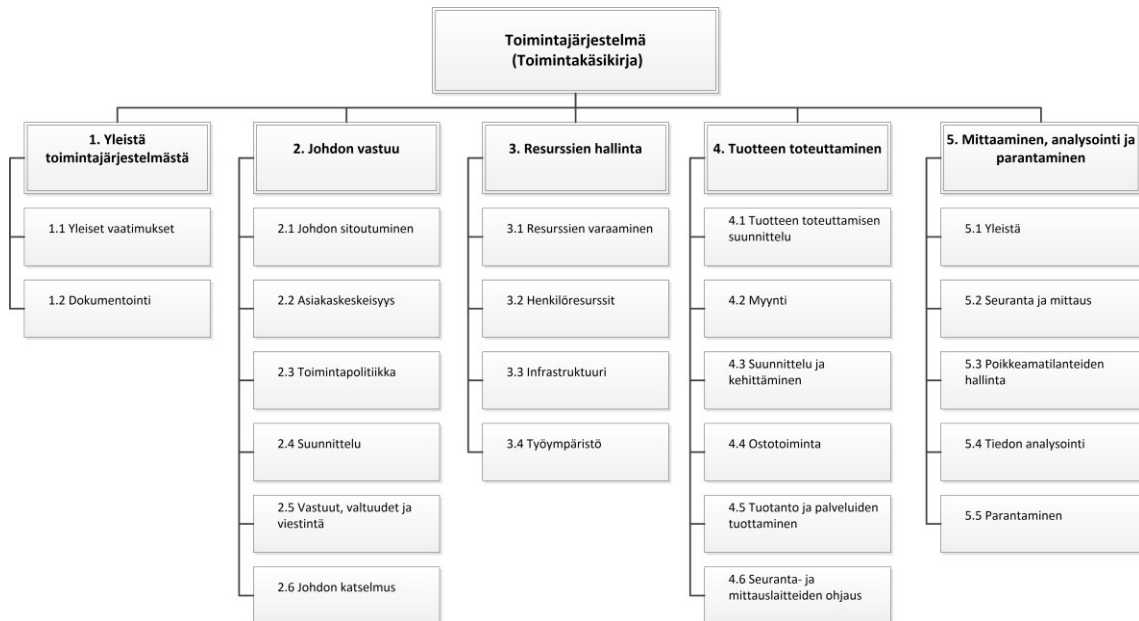 Toimintajärjestelmä
(Toimintakäsikirja)
1. Yleistä
toimintajärjestelmästä
1.1 Yleiset vaatimukset
1.2 Dokumentointi
2. Johdon vastuu
2.1 Johdon sitoutuminen
2.2 Asiakaskeskeisyys
2.3 Toimintapolitiikka
2.4 Suunnittelu
2.5 Vastuut, valtuudet ja
viestintä
2.6 Johdon katselmus
3. Resurssien hallinta
3.1 Resurssien varaaminen
3.2 Henkilöresurssit
3.3 Infrastruktuuri
3.4 Työympäristö
4. Tuotteen toteuttaminen
4.1 Tuotteen toteuttamisen
suunnittelu
4.2 Myynti
4.3 Suunnittelu ja
kehittäminen
4.4 Ostotoiminta
4.5 Tuotanto ja palveluiden
tuottaminen
4.6 Seuranta- ja
mittauslaitteiden ohjaus
5. Mittaaminen, analysointi ja
parantaminen
5.1 Yleistä
5.2 Seuranta ja mittaus
5.3 Poikkeamatilanteiden
hallinta
5.4 Tiedon analysointi
5.5 Parantaminen